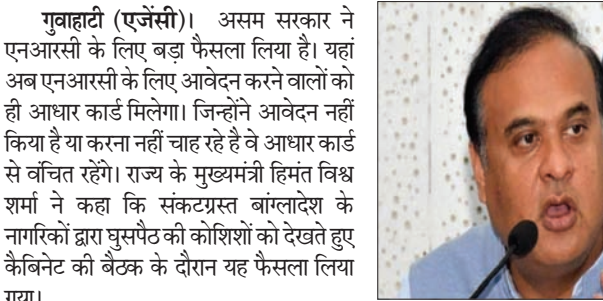 गुवाहाटी (एजेंसी)। असम सरकार ने
एनआरसी के लिए बड़ा फैसला लिया है। यहां
अब एनआरसी के लिए आवेदन करने वालों को
ही आधार कार्ड मिलेगा। जिन्होंने आवेदन नहीं
किया है या करना नहीं चाह रहे है वे आधार कार्ड
से वंचित रहेंगे। राज्य के मुख्यमंत्री हिमंत विश्व
शर्मा ने कहा कि संकटग्रस्त बांग्लादेश के
नागरिकों द्वारा घुसपैठ की कोशिशों को देखते हुए
कैबिनेट की बैठक के दौरान यह फैसला लिया
गया।